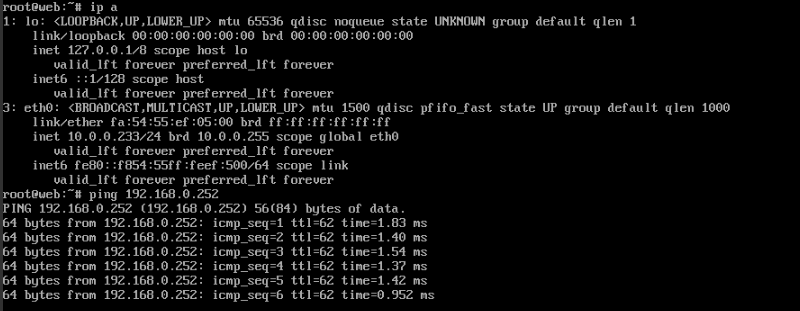 root@web:~# ip a
1: lo: <LOOPBACK,UP,LOWER_UP> mtu 65536 qdisc noqueue state UNKNOWN group default qlen 1
    link/loopback 00:00:00:00:00:00 brd 00:00:00:00:00:00
    inet 127.0.0.1/8 scope host lo
       valid_lft forever preferred_lft forever
    inet6 ::1/128 scope host
       valid_lft forever preferred_lft forever
3: eth0: <BROADCAST,MULTICAST,UP,LOWER_UP> mtu 1500 qdisc pfifo_fast state UP group default qlen 1000
    link/ether fa:54:55:ef:05:00 brd ff:ff:ff:ff:ff:ff
    inet 10.0.0.233/24 brd 10.0.0.255 scope global eth0
       valid_lft forever preferred_lft forever
    inet6 fe80::f854:55ff:feef:500/64 scope link
       valid_lft forever preferred_lft forever
root@web:~# ping 192.168.0.252
PING 192.168.0.252 (192.168.0.252) 56(84) bytes of data.
64 bytes from 192.168.0.252: icmp_seq=1 ttl=62 time=1.83 ms
64 bytes from 192.168.0.252: icmp_seq=2 ttl=62 time=1.40 ms
64 bytes from 192.168.0.252: icmp_seq=3 ttl=62 time=1.54 ms
64 bytes from 192.168.0.252: icmp_seq=4 ttl=62 time=1.37 ms
64 bytes from 192.168.0.252: icmp_seq=5 ttl=62 time=1.42 ms
64 bytes from 192.168.0.252: icmp_seq=6 ttl=62 time=0.952 ms